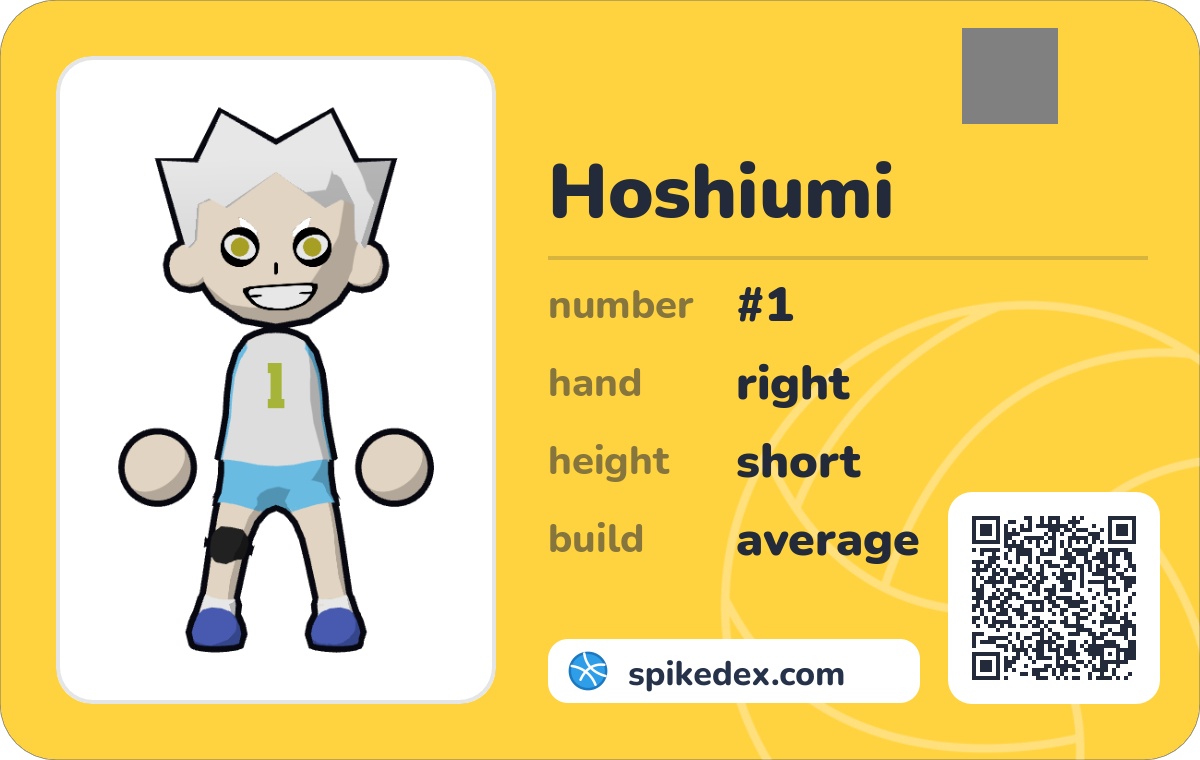 Hoshiumi
number #1
hand right
height short
build average
1
spikedex.com